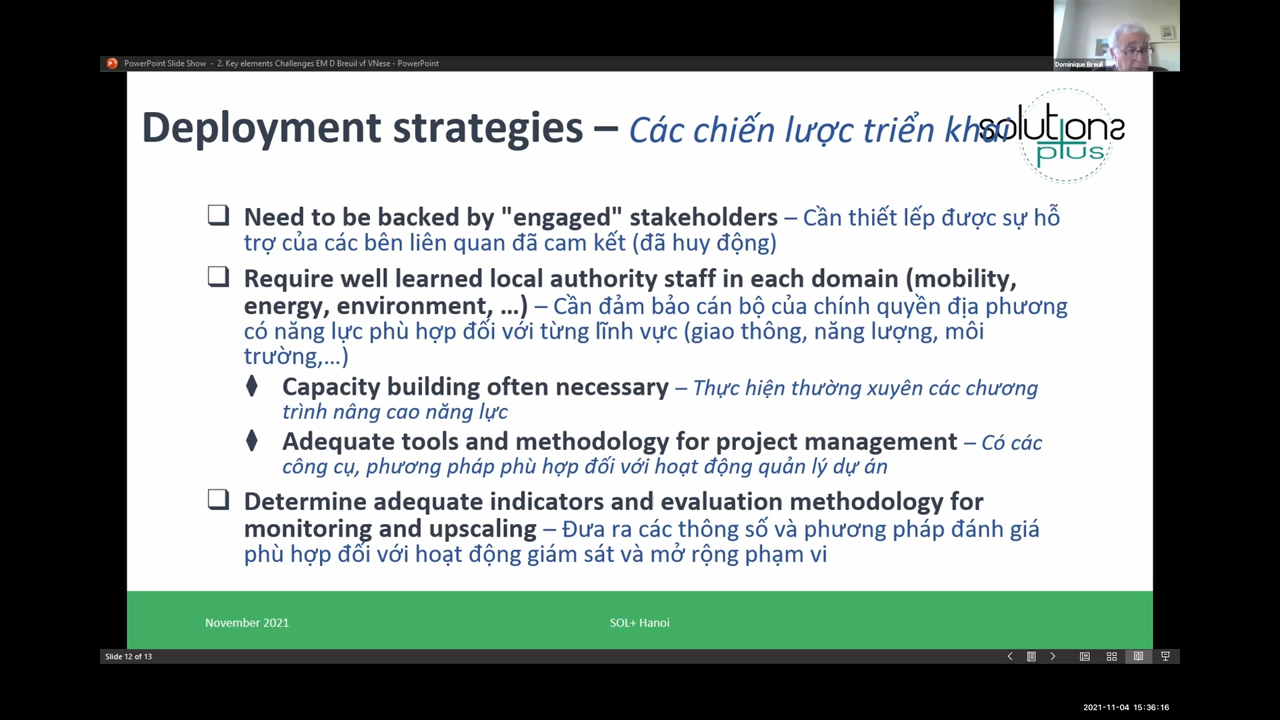 PowerPoint Slide Show - 2. Key elements Challenges EM D Breuil vf VNese - PowerPoint
Dominique Breuil
Deployment strategies – Các chiến lược triển khai
solutions
plus
❑ Need to be backed by "engaged" stakeholders – Cần thiết lếp được sự hỗ
trợ của các bên liên quan đã cam kết (đã huy động)
❑ Require well learned local authority staff in each domain (mobility,
energy, environment, …) – Cần đảm bảo cán bộ của chính quyền địa phương
có năng lực phù hợp đối với từng lĩnh vực (giao thông, năng lượng, môi
trường,…)
♦ Capacity building often necessary – Thực hiện thường xuyên các chương
trình nâng cao năng lực
♦ Adequate tools and methodology for project management – Có các
công cụ, phương pháp phù hợp đối với hoạt động quản lý dự án
❑ Determine adequate indicators and evaluation methodology for
monitoring and upscaling – Đưa ra các thông số và phương pháp đánh giá
phù hợp đối với hoạt động giám sát và mở rộng phạm vi
November 2021
SOL+ Hanoi
Slide 12 of 13
2021-11-04 15:36:16